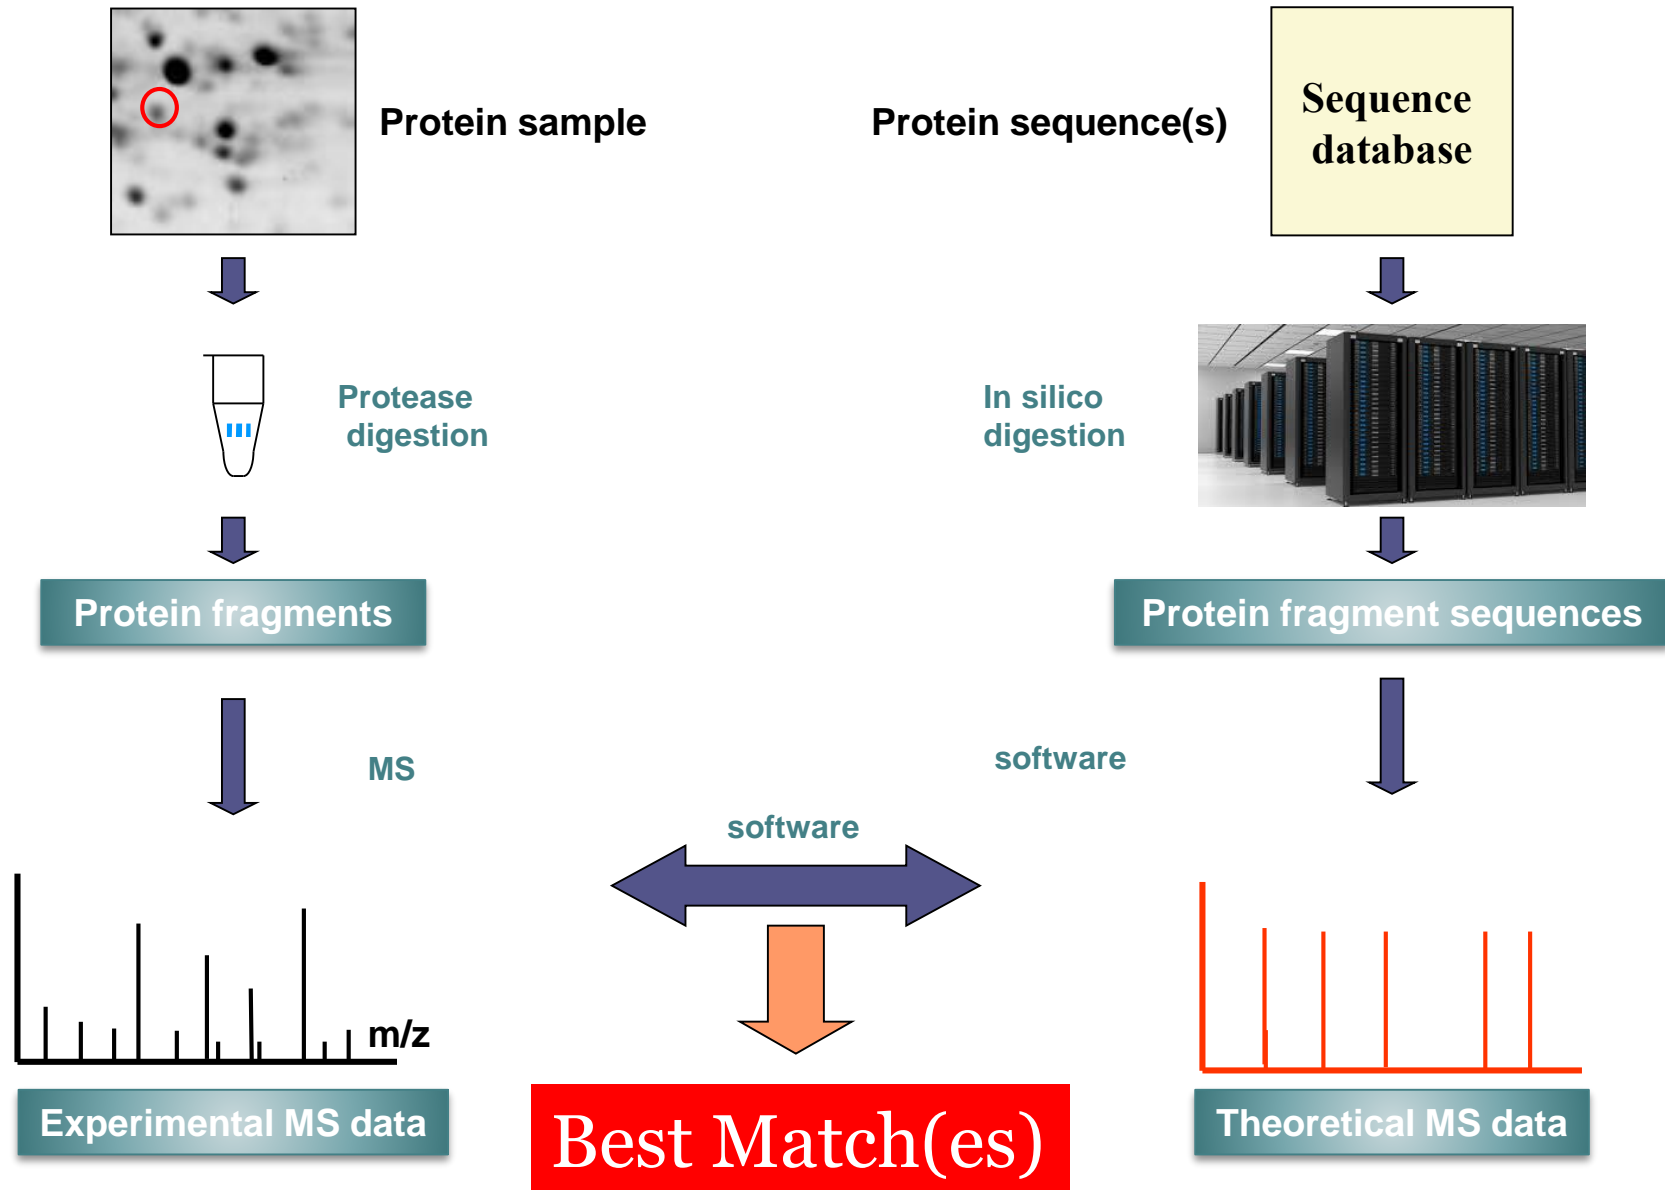 Protein sample
Protein sequence(s)
Sequence
database
Protease
digestion
In silico
digestion
Protein fragments
Protein fragment sequences
MS
software
software
m/z
Experimental MS data
Best Match(es)
Theoretical MS data